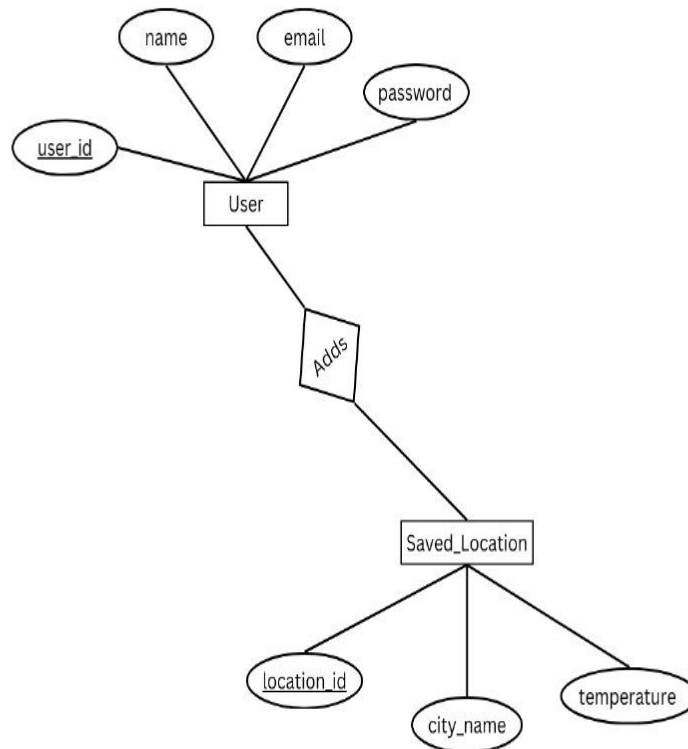 name
email
password
user_id
User
Adds
Saved_Location
location_id
city_name
temperature